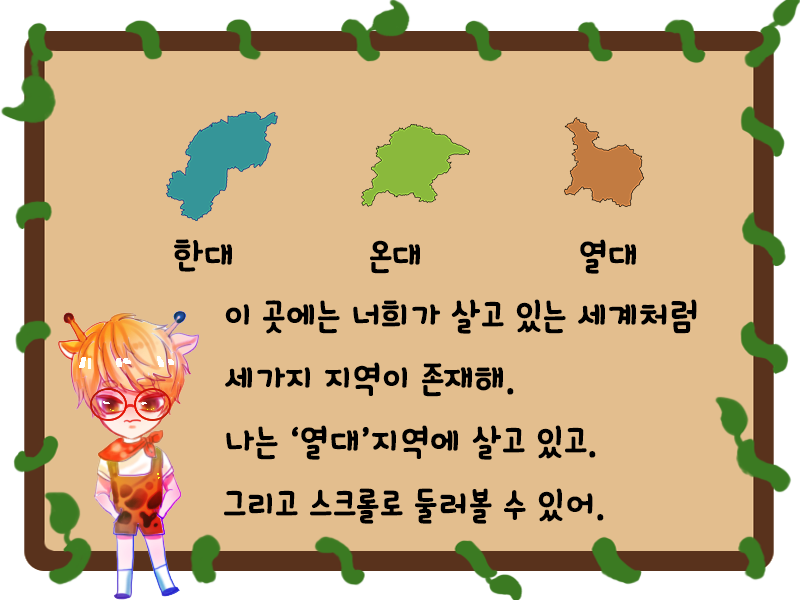 한대 온대 열대
이 곳에는 너희가 살고 있는 세계처럼
세가지 지역이 존재해.
나는 ‘열대’지역에 살고 있고.
그리고 스크롤로 둘러볼 수 있어.